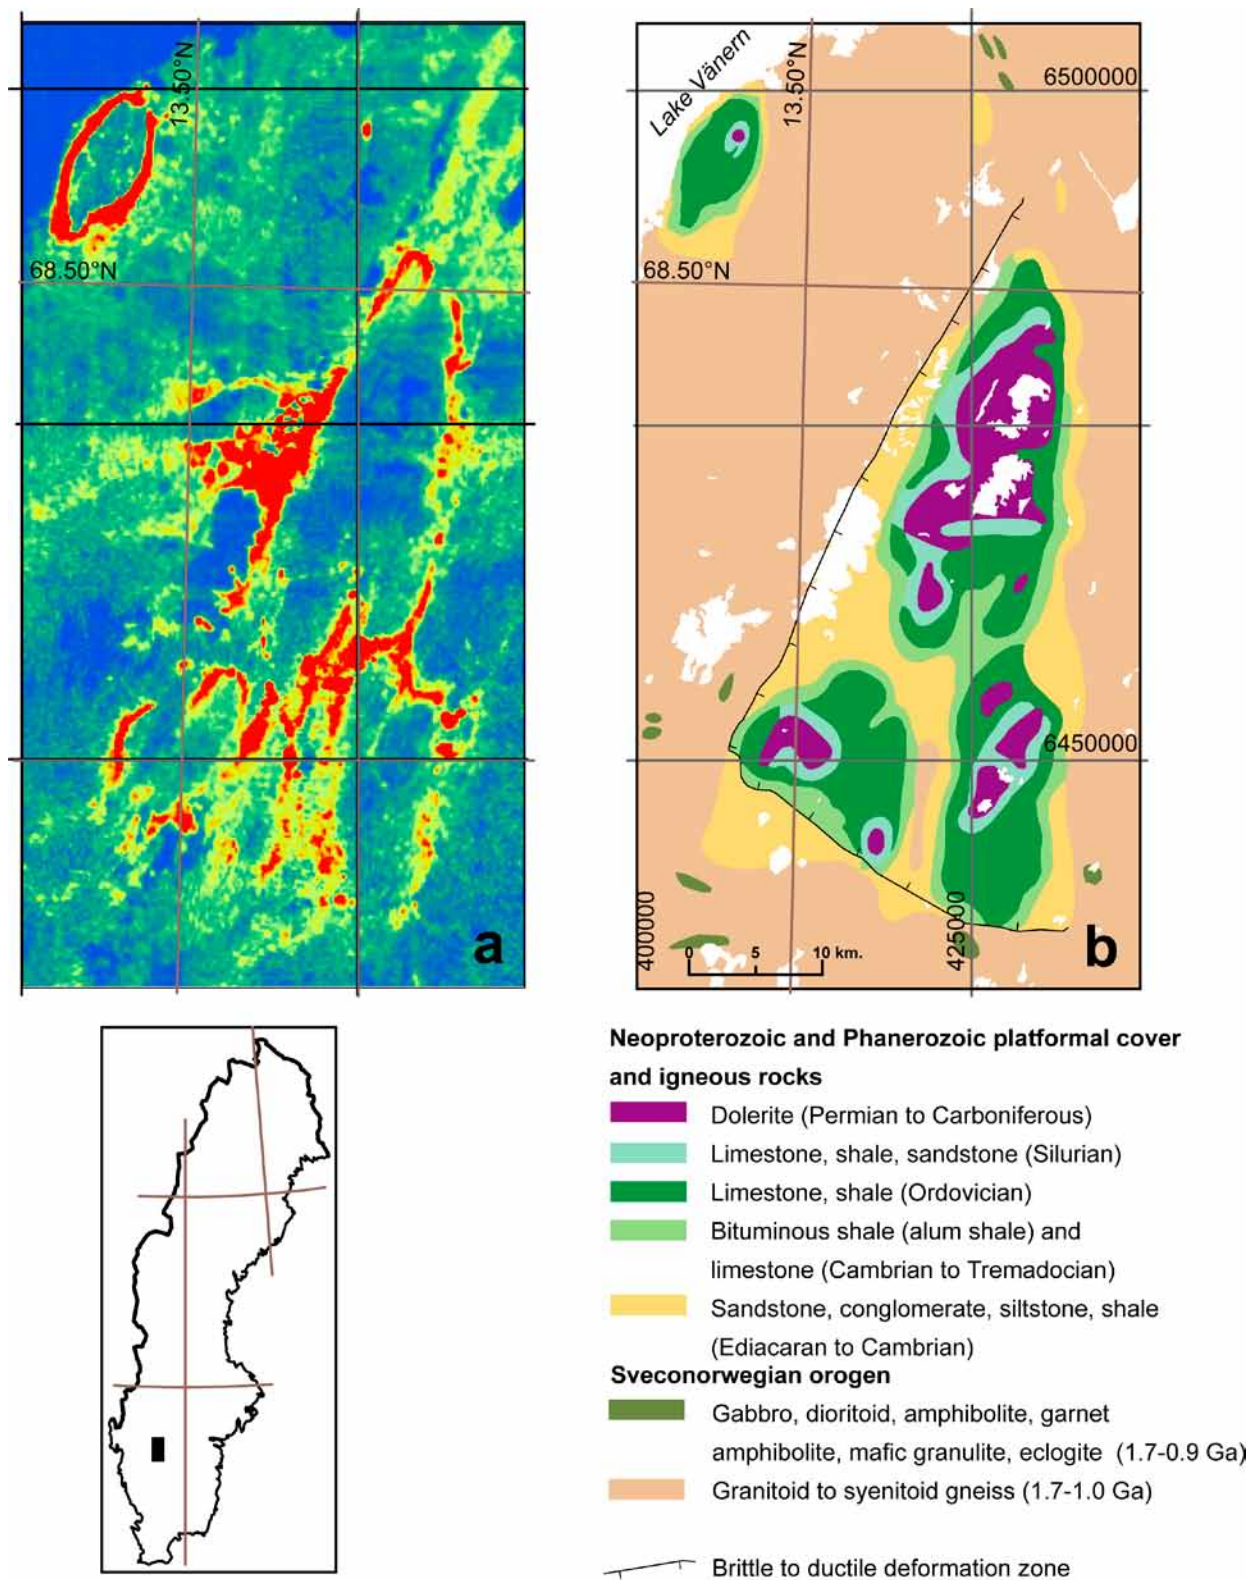 13.50°N
68.50°N
a
Lake Vänern
13.50°N
6500000
68.50°N
6450000
400000
425000
0 5 10 km.
b
Neoproterozoic and Phanerozoic platformal cover
and igneous rocks
Dolerite (Permian to Carboniferous)
Limestone, shale, sandstone (Silurian)
Limestone, shale (Ordovician)
Bituminous shale (alum shale) and
limestone (Cambrian to Tremadocian)
Sandstone, conglomerate, siltstone, shale
(Ediacaran to Cambrian)
Sveconorwegian orogen
Gabbro, dioritoid, amphibolite, garnet
amphibolite, mafic granulite, eclogite (1.7-0.9 Ga)
Granitoid to syenitoid gneiss (1.7-1.0 Ga)
Brittle to ductile deformation zone